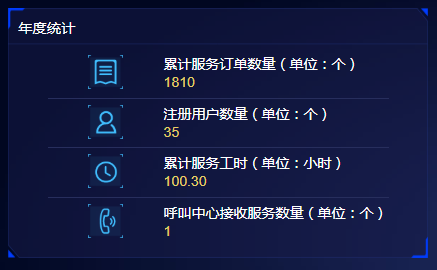 年度统计
累计服务订单数量（单位：个）
1810
注册用户数量（单位：个）
35
累计服务工时（单位：小时）
100.30
呼叫中心接收服务数量（单位：个）
1